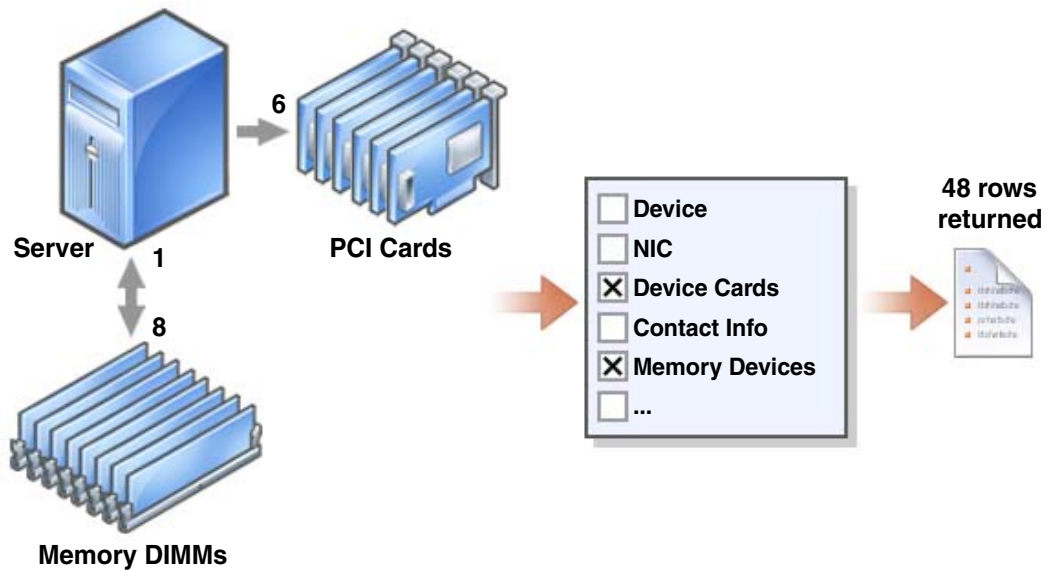 6
Server
1
PCI Cards
8
Memory DIMMs
Device
NIC
Device Cards
Contact Info
Memory Devices
...
48 rows
returned